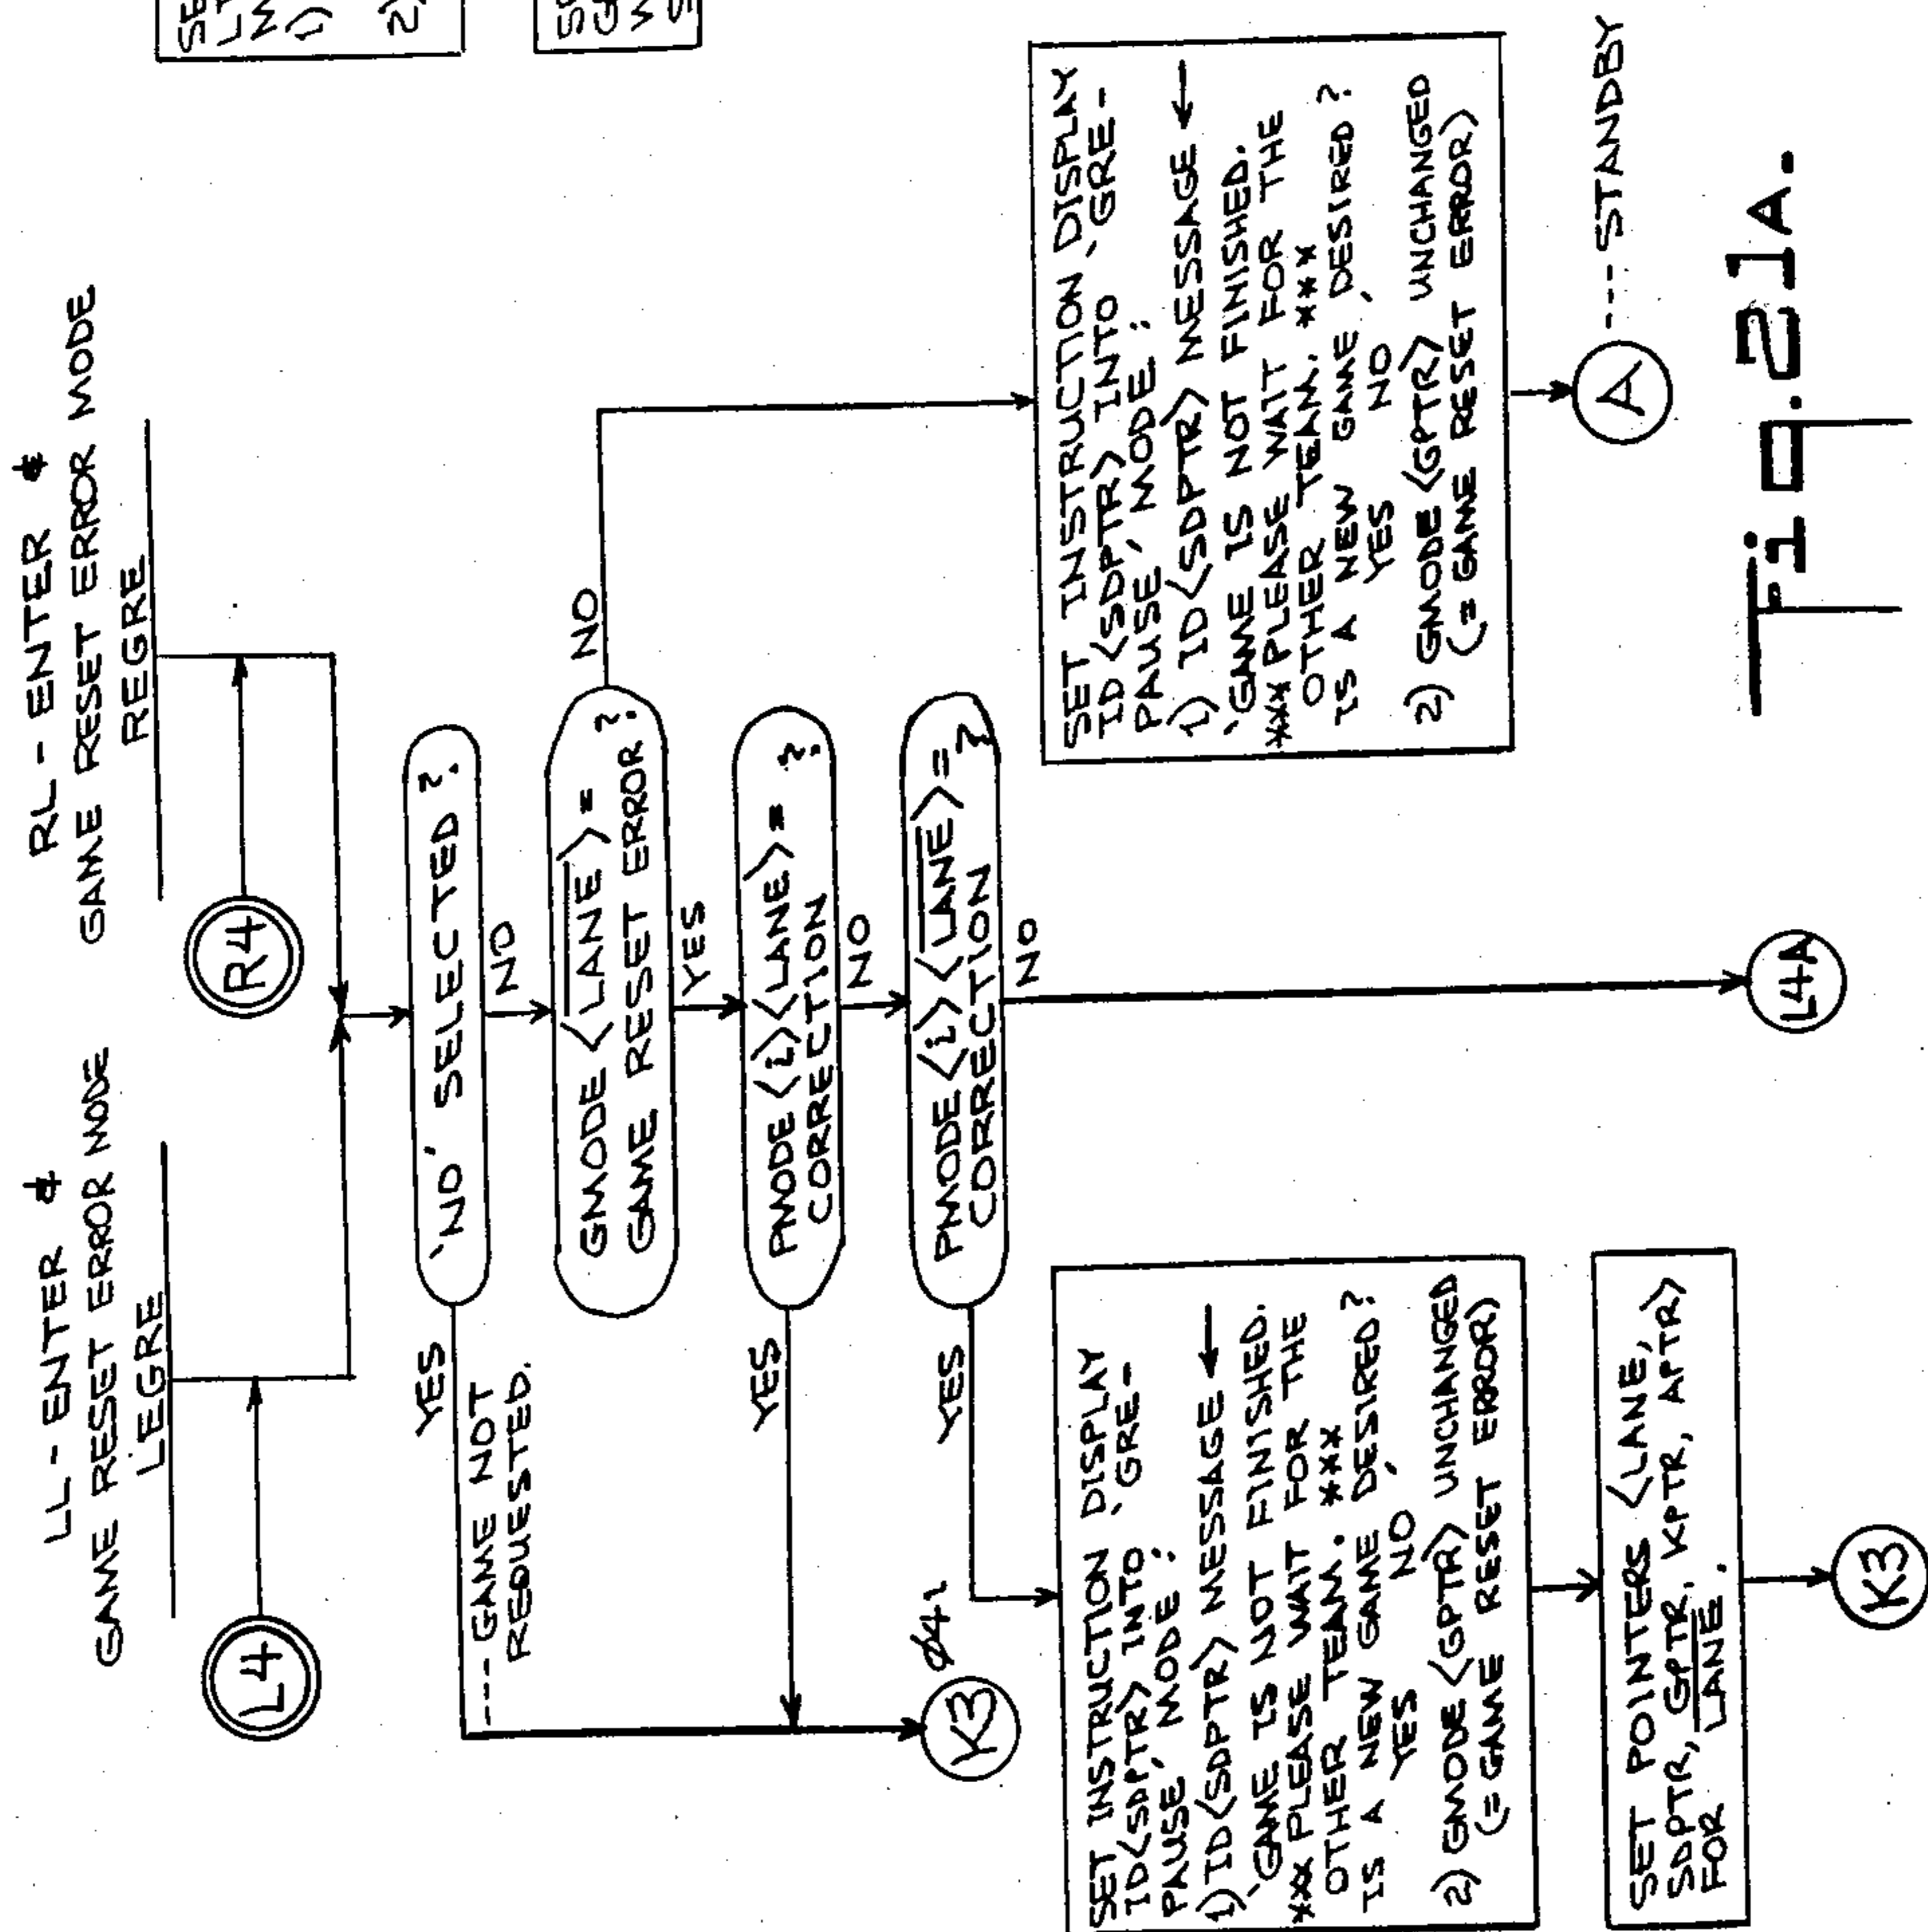 LL - ENTER &
GAME RESET ERROR MODE
LEGRE
L4
RL - ENTER &
GAME RESET ERROR MODE
REGRE
R4
'NO' SELECTED?
YES
---- GAME NOT
REQUESTED.
NO
GMODE <LANE> = ?
GAME RESET ERROR?
NO
YES
PMODE <i><LANE> = ?
CORRECTION
YES
NO
PMODE <i><LANE> = ?
CORRECTION
YES
NO
K3
SET INSTRUCTION DISPLAY
ID<SDPTR> INTO 'GRE-
PAUSE' MODE:
1) ID<SDPTR> MESSAGE ←
'GAME IS NOT FINISHED.
*** PLEASE WAIT FOR THE
OTHER TEAM. ***
IS A NEW GAME DESIRED?
YES NO'
2) GMODE <GPTR> UNCHANGED
(= GAME RESET ERROR)
SET POINTERS <LANE,
SDPTR, GPTR, KPTR, APTR>
FOR LANE.
K3
L4A
SET INSTRUCTION DISPLAY
ID<SDPTR> INTO 'GRE-
PAUSE' MODE:
1) ID<SDPTR> MESSAGE ←
'GAME IS NOT FINISHED.
*** PLEASE WAIT FOR THE
OTHER TEAM. ***
IS A NEW GAME DESIRED?
YES NO'
2) GMODE <GPTR> UNCHANGED
(= GAME RESET ERROR)
A ---- STANDBY
Fig. 21A.